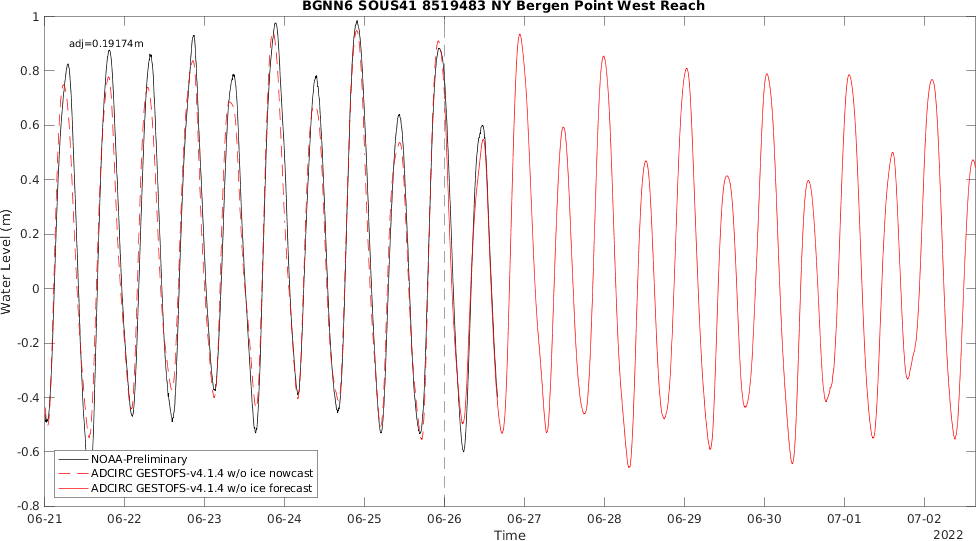 BGNN6 SOUS41 8519483 NY Bergen Point West Reach
adj=0.19174m
1
0.8
0.6
0.4
0.2
0
-0.2
-0.4
-0.6
-0.8
Water Level (m)
NOAA-Preliminary
ADCIRC GESTOFS-v4.1.4 w/o ice nowcast
ADCIRC GESTOFS-v4.1.4 w/o ice forecast
06-21 06-22 06-23 06-24 06-25 06-26 06-27 06-28 06-29 06-30 07-01 07-02
Time
2022